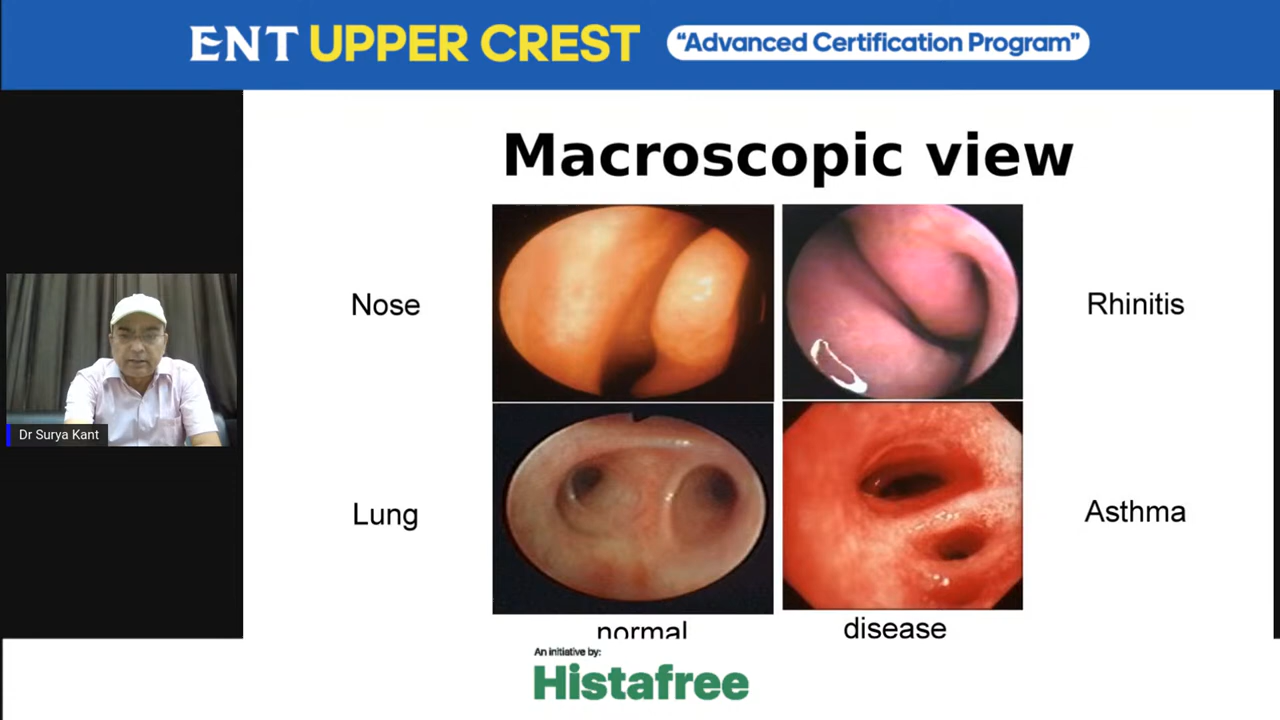 ENT UPPER CREST "Advanced Certification Program"
Macroscopic view
Nose
Rhinitis
Dr Surya Kant
Lung
Asthma
normal
disease
An initiative by:
Histafree